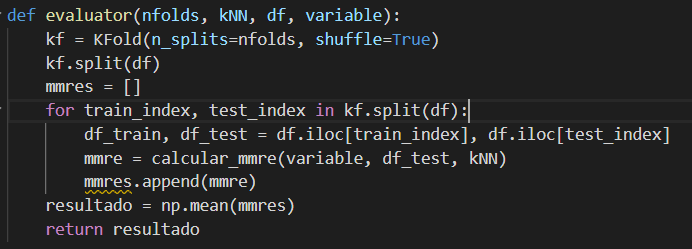 def evaluator(nfolds, kNN, df, variable):
    kf = KFold(n_splits=nfolds, shuffle=True)
    kf.split(df)
    mmres = []
    for train_index, test_index in kf.split(df):
        df_train, df_test = df.iloc[train_index], df.iloc[test_index]
        mmre = calcular_mmre(variable, df_test, kNN)
        mmres.append(mmre)
    resultado = np.mean(mmres)
    return resultado